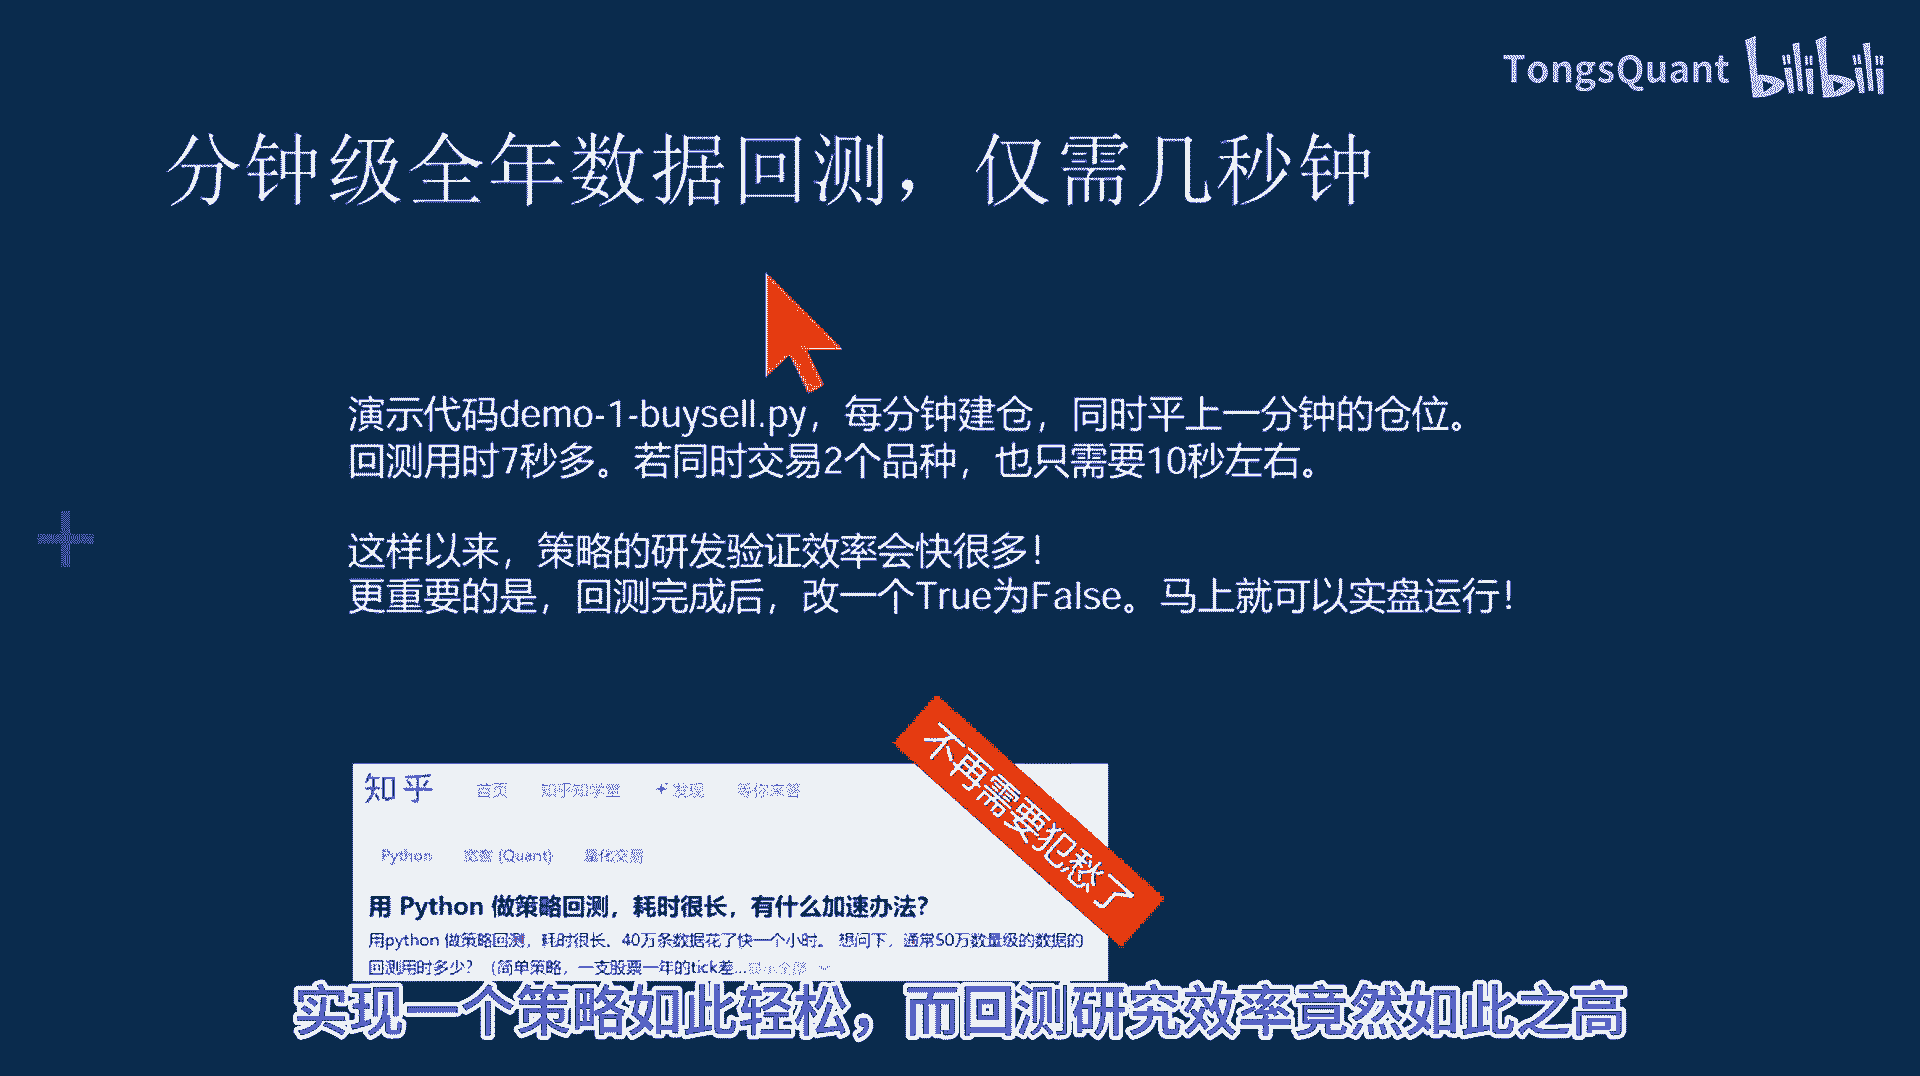 TongsQuant bilibili
分钟级全年数据回测，仅需几秒钟
演示代码demo-1-buysell.py，每分钟建仓，同时平上一分钟的仓位。
回测用时7秒多。若同时交易2个品种，也只需要10秒左右。
这样以来，策略的研发验证效率会快很多！
更重要的是，回测完成后，改一个True为False。马上就可以实盘运行！
不再需要犯愁了
知乎 首页 知乎知学堂 发现 等你来答
Python 宽客 (Quant) 量化交易
用 Python 做策略回测，耗时很长，有什么加速办法？
用python 做策略回测，耗时很长、40万条数据花了快一个小时。 想问下，通常50万数量级的数据的
回测用时多少？（简单策略，一支股票一年的tick差...显示全部
实现一个策略如此轻松，而回测研究效率竟然如此之高